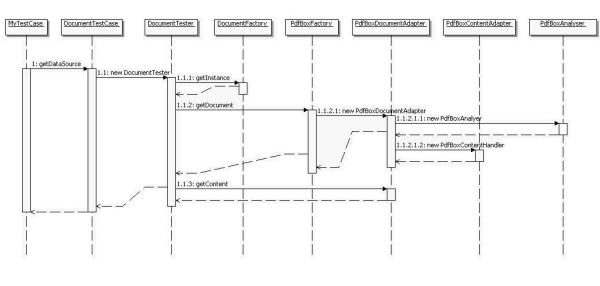 MyTestCase
DocumentTestCase
DocumentTester
DocumentFactory
PdfBoxFactory
PdfBoxDocumentAdapter
PdfBoxContentAdapter
PdfBoxAnalyser
1: getDataSource
1.1: new DocumentTester
1.1.1: getInstance
1.1.2: getDocument
1.1.2.1: new PdfBoxDocumentAdapter
1.1.2.1.1: new PdfBoxAnalyer
1.1.2.1.2: new PdfBoxContentHandler
1.1.3: getContent